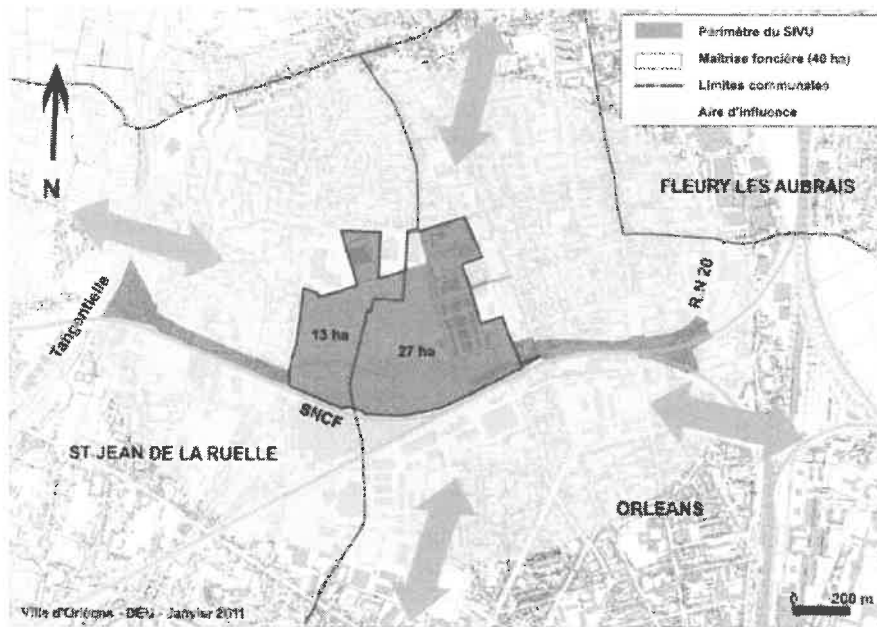 Périmètre du SIVU
Maîtrise foncière (40 ha)
Limites communales
Aire d'influence
N
FLEURY LES AUBRAIS
Tangentielle
R.N 20
13 ha
27 ha
SNCF
ST JEAN DE LA RUELLE
ORLEANS
Ville d'Orléans - DEU - Janvier 2011
0 200 m